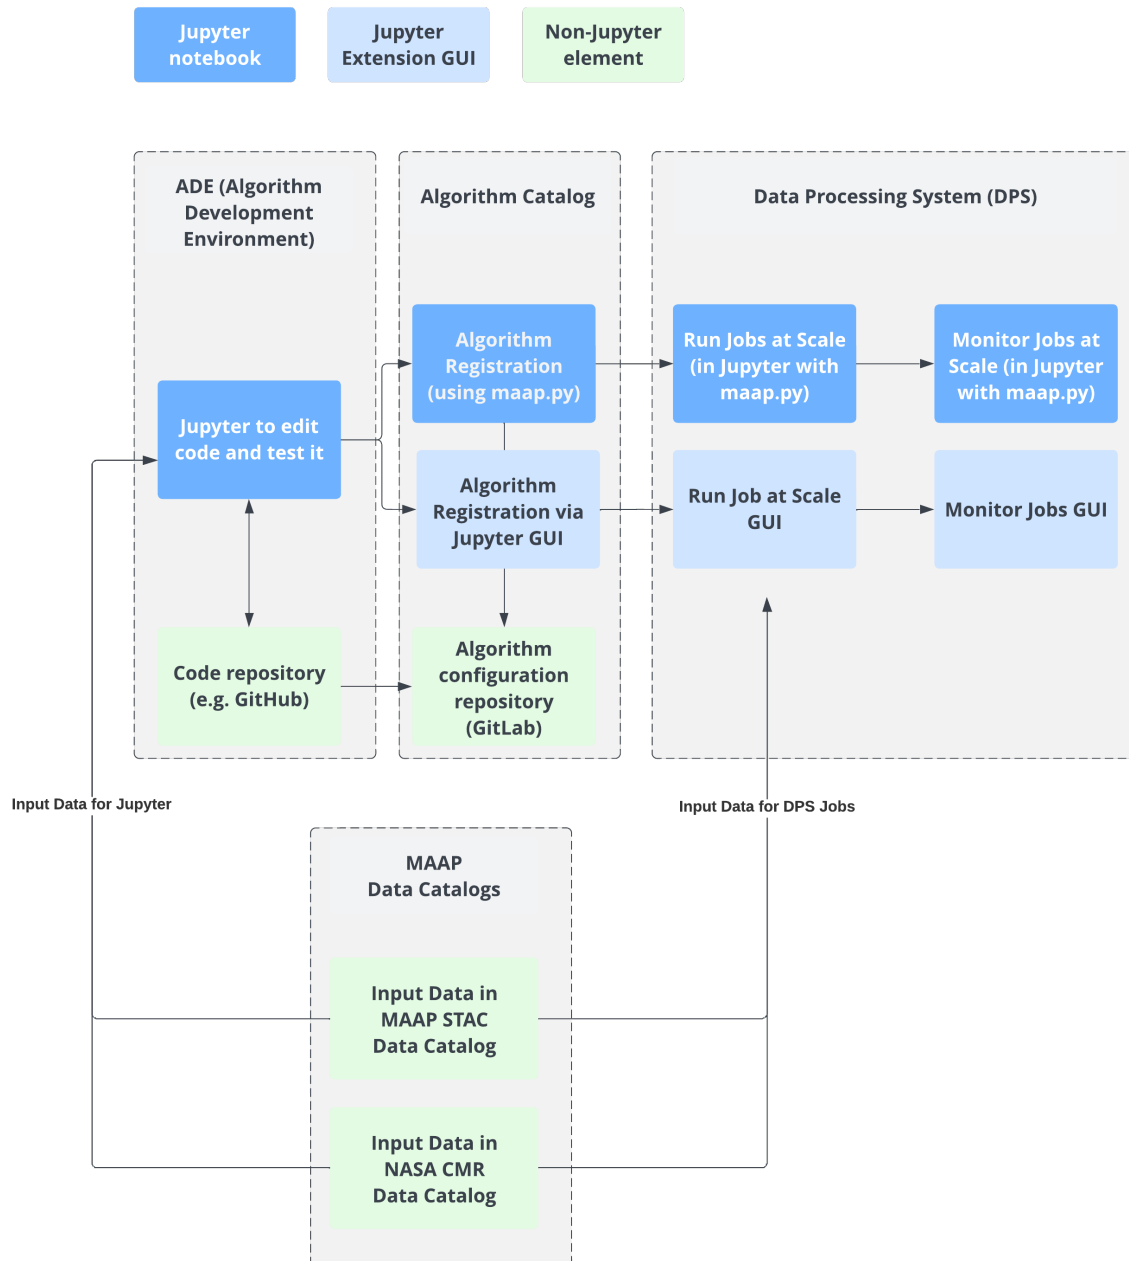 Jupyter
notebook
Jupyter
Extension GUI
Non-Jupyter
element
ADE (Algorithm
Development
Environment)
Algorithm Catalog
Data Processing System (DPS)
Jupyter to edit
code and test it
Code repository
(e.g. GitHub)
Algorithm
Registration
(using maap.py)
Algorithm
Registration via
Jupyter GUI
Algorithm
configuration
repository
(GitLab)
Run Jobs at Scale
(in Jupyter with
maap.py)
Monitor Jobs at
Scale (in Jupyter
with maap.py)
Run Job at Scale
GUI
Monitor Jobs GUI
Input Data for Jupyter
Input Data for DPS Jobs
MAAP
Data Catalogs
Input Data in
MAAP STAC
Data Catalog
Input Data in
NASA CMR
Data Catalog